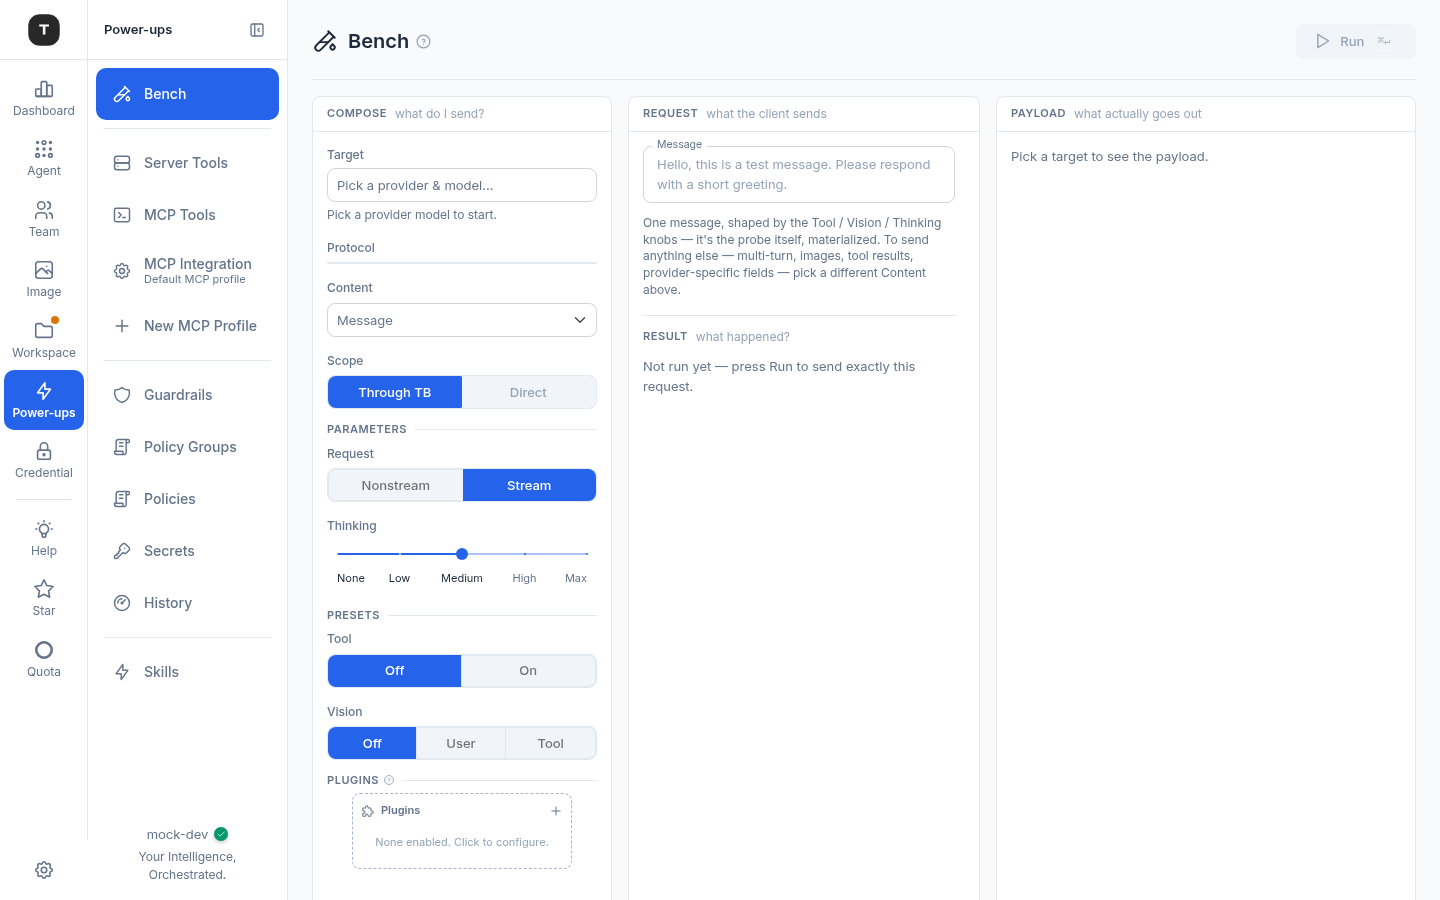 T
Dashboard
Agent
Team
Image
Workspace
Power-ups
Credential
Help
Star
Quota
Power-ups
Bench
Server Tools
MCP Tools
MCP Integration
Default MCP profile
New MCP Profile
Guardrails
Policy Groups
Policies
Secrets
History
Skills
mock-dev
Your Intelligence,
Orchestrated.
Bench
Run ⌘↵
COMPOSE what do I send?
Target
Pick a provider & model...
Pick a provider model to start.
Protocol
Content
Message
Scope
Through TB Direct
PARAMETERS
Request
Nonstream Stream
Thinking
None Low Medium High Max
PRESETS
Tool
Off On
Vision
Off User Tool
PLUGINS
Plugins
None enabled. Click to configure.
REQUEST what the client sends
Message
Hello, this is a test message. Please respond
with a short greeting.
One message, shaped by the Tool / Vision / Thinking
knobs — it's the probe itself, materialized. To send
anything else — multi-turn, images, tool results,
provider-specific fields — pick a different Content
above.
RESULT what happened?
Not run yet — press Run to send exactly this
request.
PAYLOAD what actually goes out
Pick a target to see the payload.